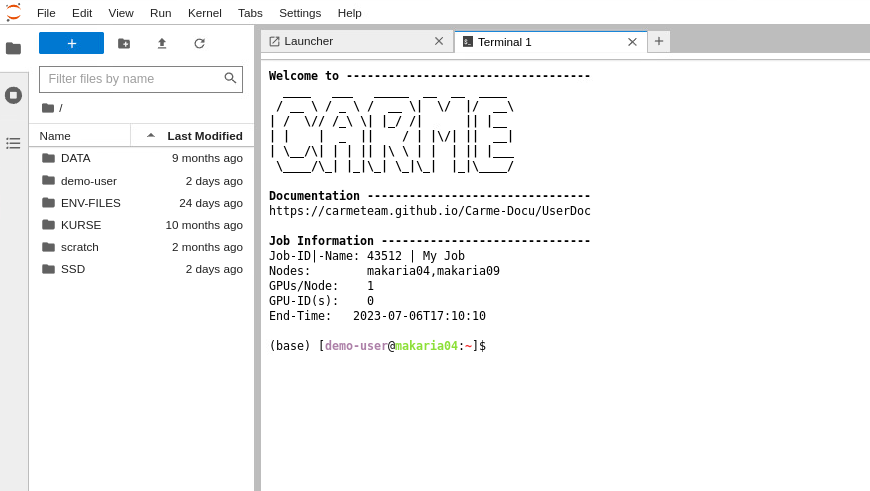 File Edit View Run Kernel Tabs Settings Help
Launcher
Terminal 1
Filter files by name
/
Name Last Modified
DATA 9 months ago
demo-user 2 days ago
ENV-FILES 24 days ago
KURSE 10 months ago
scratch 2 months ago
SSD 2 days ago
Welcome to -----------------------------------
CARME
Documentation --------------------------------
https://carmeteam.github.io/Carme-Docu/UserDoc
Job Information ------------------------------
Job-ID|-Name: 43512 | My Job
Nodes: makaria04,makaria09
GPUs/Node: 1
GPU-ID(s): 0
End-Time: 2023-07-06T17:10:10
(base) [demo-user@makaria04:~]$